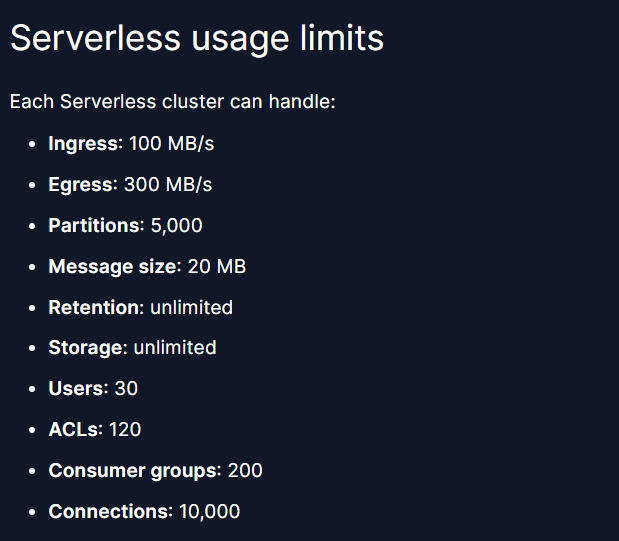 Serverless usage limits
Each Serverless cluster can handle:
• Ingress: 100 MB/s
• Egress: 300 MB/s
• Partitions: 5,000
• Message size: 20 MB
• Retention: unlimited
• Storage: unlimited
• Users: 30
• ACLs: 120
• Consumer groups: 200
• Connections: 10,000